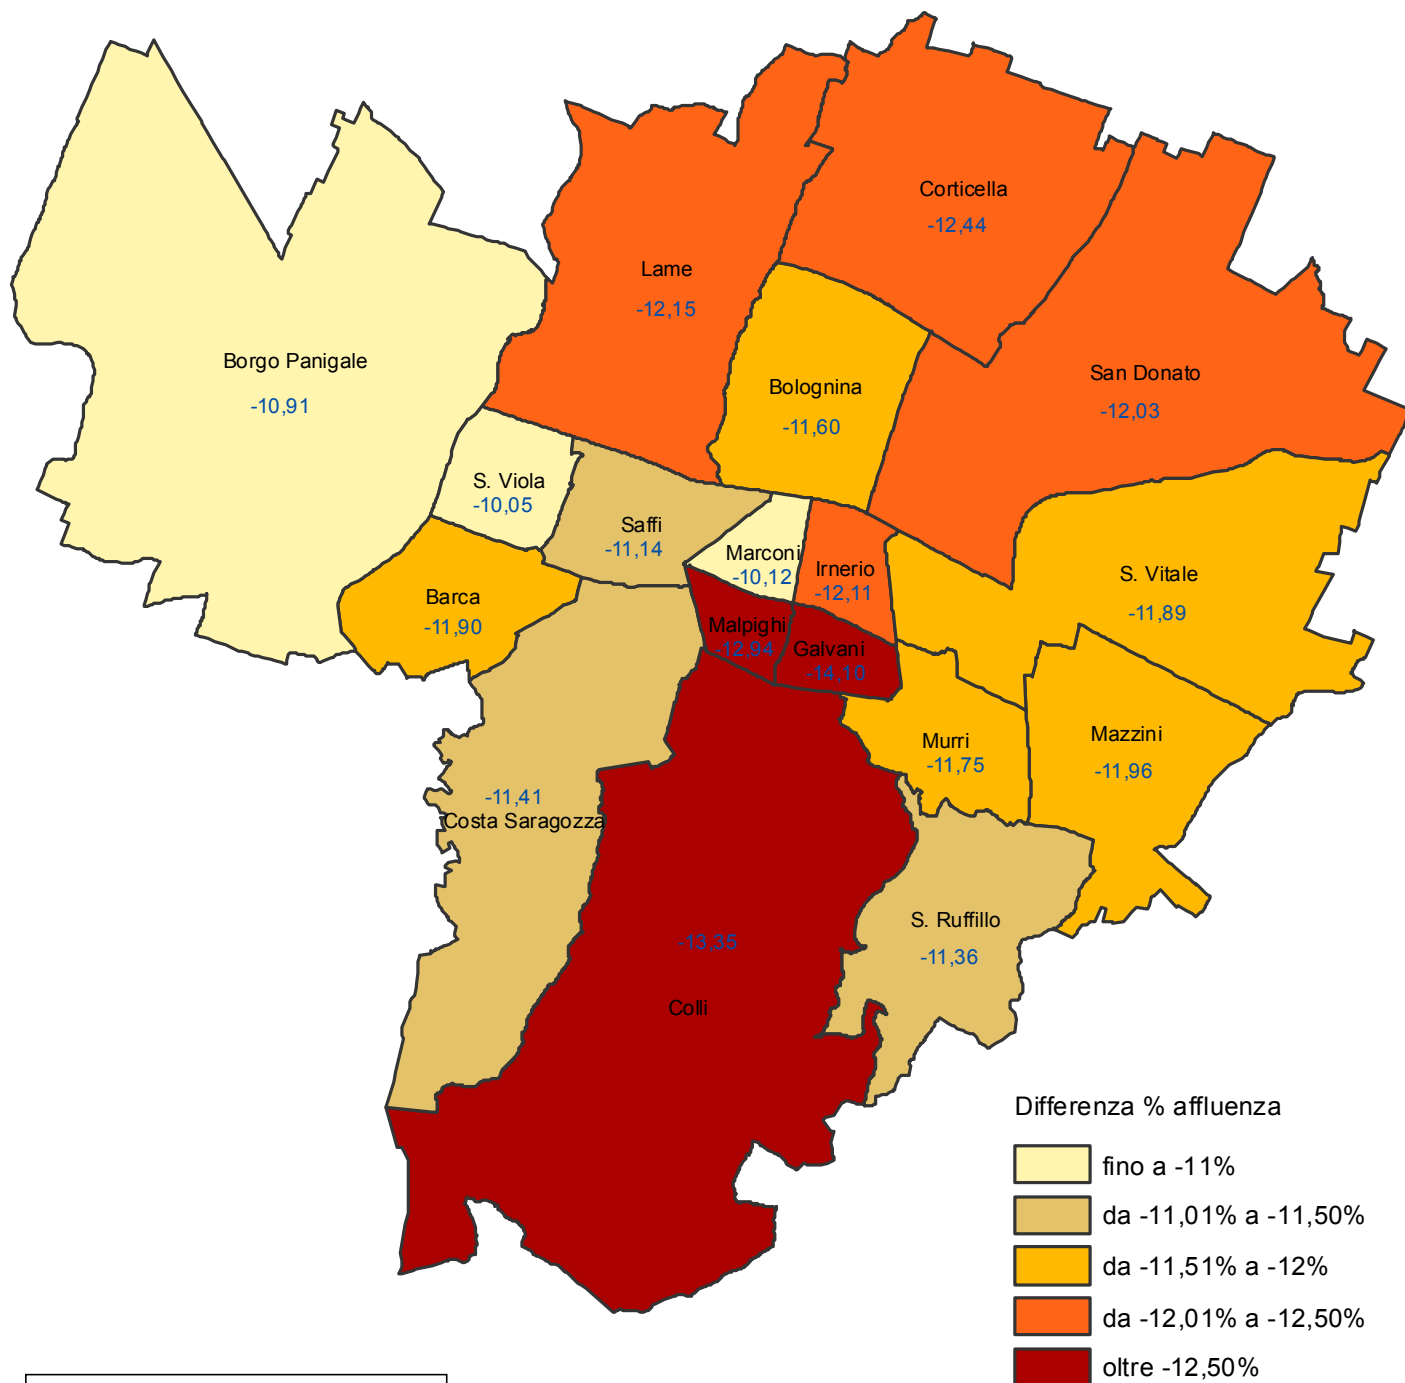 Corticella
-12,44
Lame
-12,15
Borgo Panigale
-10,91
Bolognina
-11,60
San Donato
-12,03
S. Viola
-10,05
Saffi
-11,14
Marconi
-10,12
Irnerio
-12,11
S. Vitale
-11,89
Barca
-11,90
Malpighi
-12,94
Galvani
-14,10
Murri
-11,75
Mazzini
-11,96
-11,41
Costa Saragozza
S. Ruffillo
-11,36
-13,35
Colli
Differenza % affluenza
fino a -11%
da -11,01% a -11,50%
da -11,51% a -12%
da -12,01% a -12,50%
oltre -12,50%